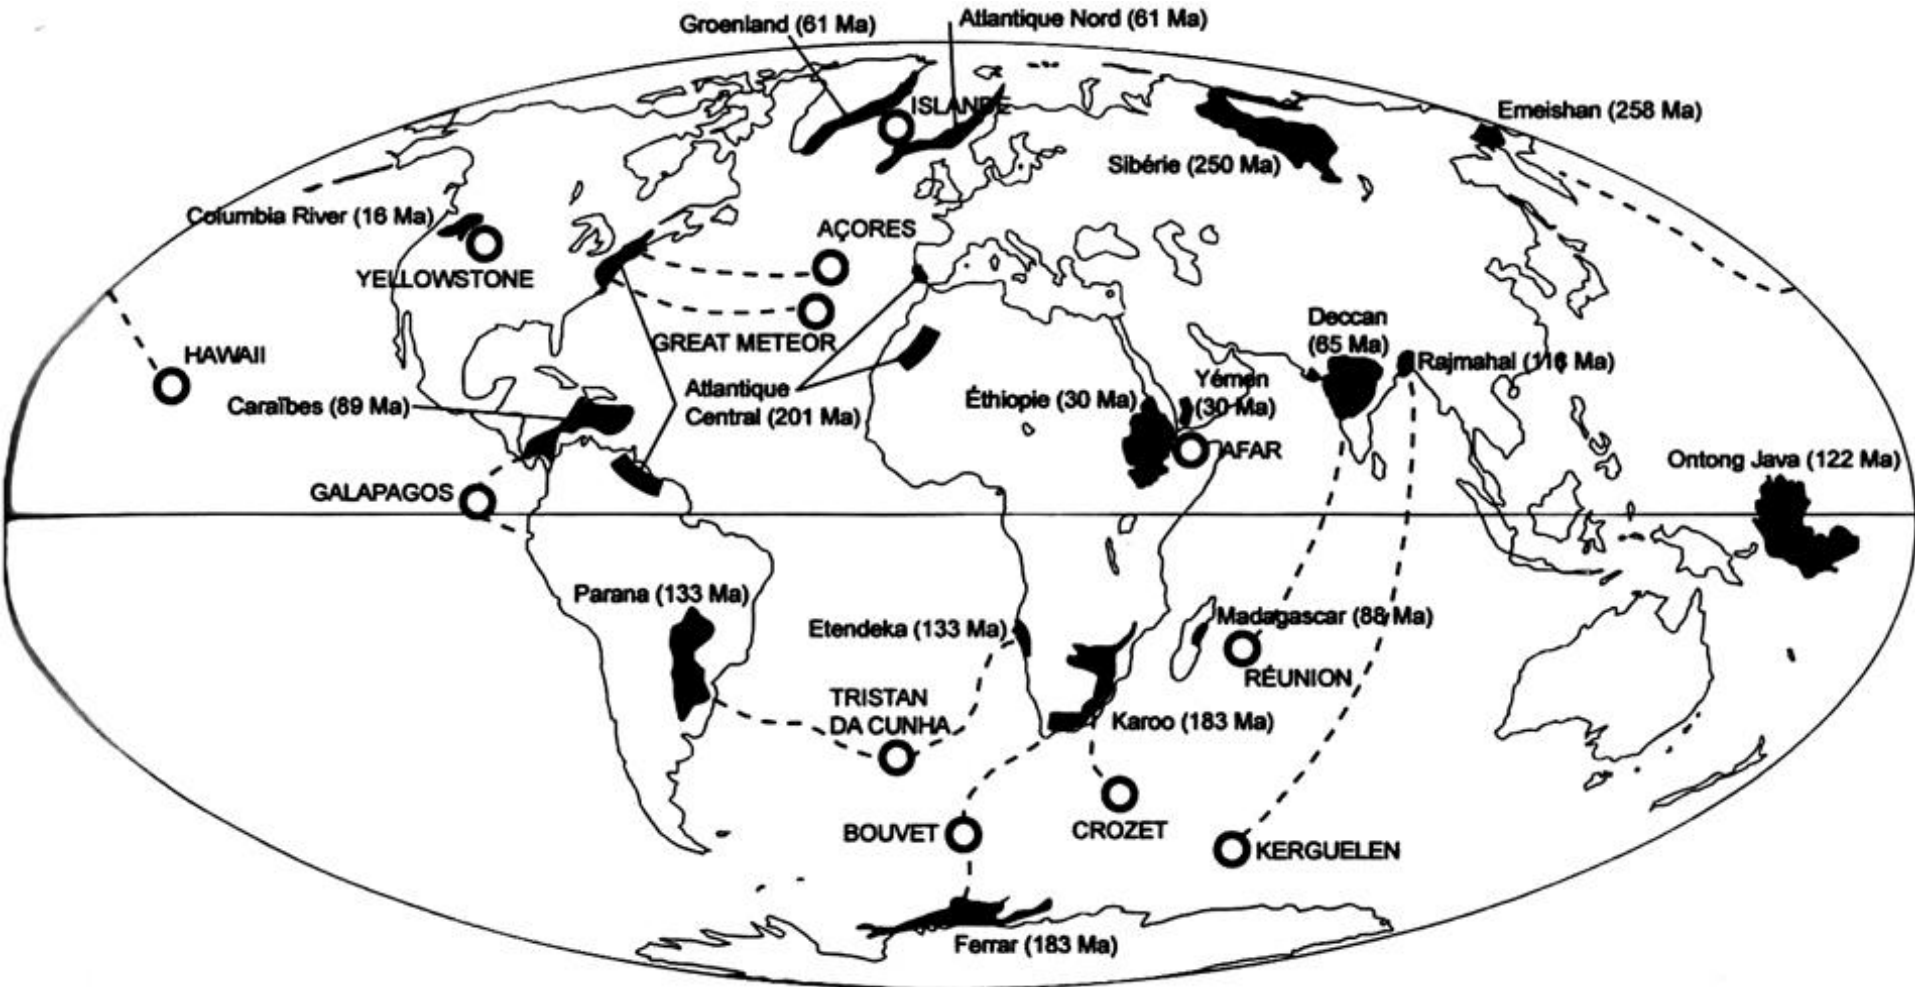 Groenland (61 Ma)
Atlantique Nord (61 Ma)
ISLANDE
Emeishan (258 Ma)
Sibérie (250 Ma)
Columbia River (16 Ma)
YELLOWSTONE
AÇORES
GREAT METEOR
HAWAII
Caraïbes (89 Ma)
Atlantique
Central (201 Ma)
Deccan
(65 Ma)
Rajmahal (116 Ma)
Éthiopie (30 Ma)
Yémen
(30 Ma)
AFAR
Ontong Java (122 Ma)
GALAPAGOS
Parana (133 Ma)
Etendeka (133 Ma)
Madagascar (88 Ma)
RÉUNION
TRISTAN
DA CUNHA
Karoo (183 Ma)
BOUVET
CROZET
KERGUELEN
Ferrar (183 Ma)